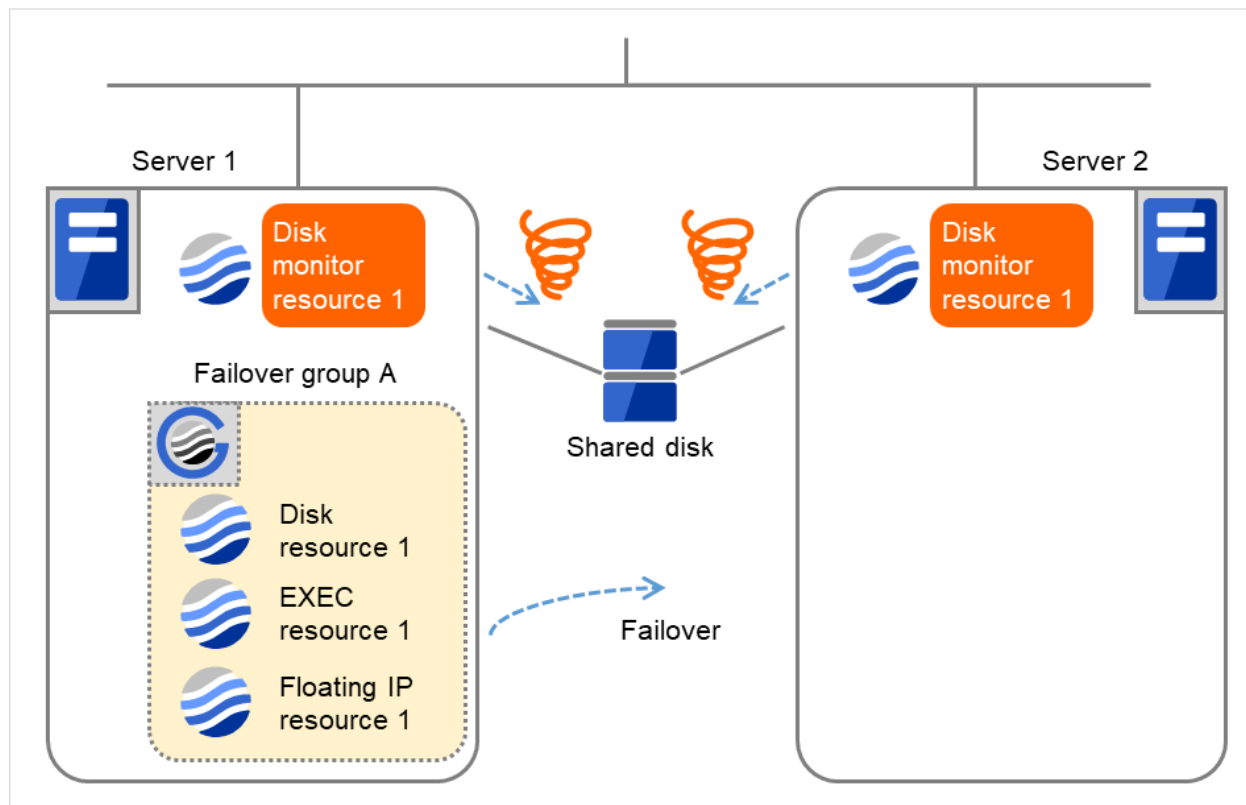 Server 1
Server 2
Disk
monitor
resource 1
Disk
monitor
resource 1
Failover group A
Shared disk
Disk
resource 1
EXEC
resource 1
Failover
Floating IP
resource 1